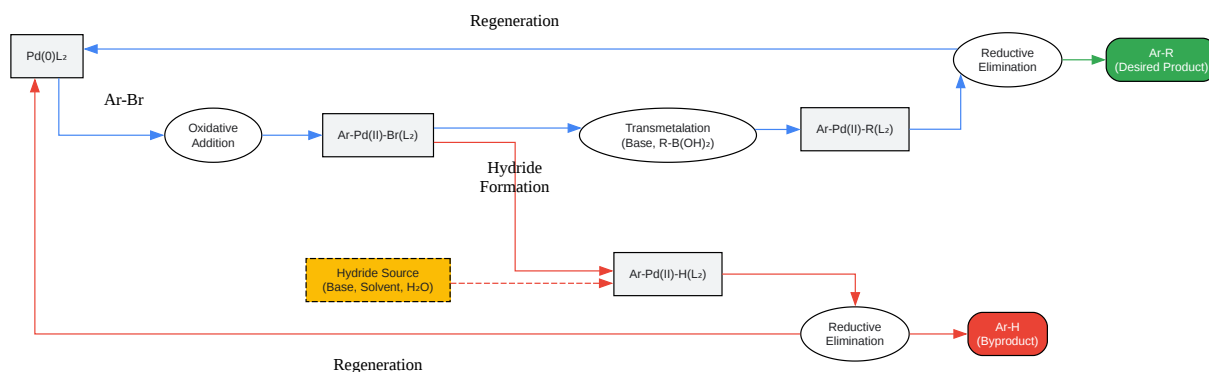 Regeneration
Pd(0)L₂
Reductive
Elimination
Ar-R
(Desired Product)
Ar-Br
Oxidative
Addition
Ar-Pd(II)-Br(L₂)
Transmetalation
(Base, R-B(OH)₂)
Ar-Pd(II)-R(L₂)
Hydride
Formation
Hydride Source
(Base, Solvent, H₂O)
Ar-Pd(II)-H(L₂)
Reductive
Elimination
Ar-H
(Byproduct)
Regeneration